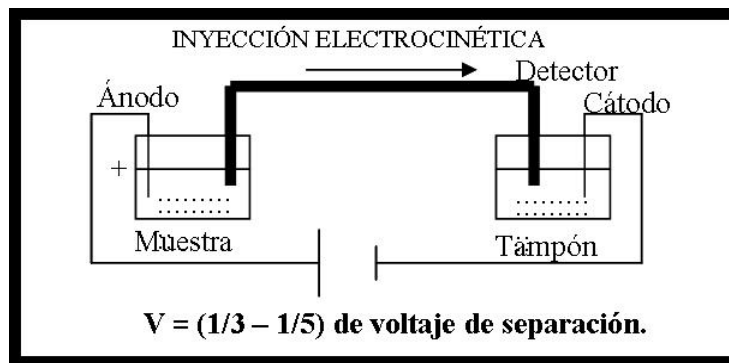 INYECCIÓN ELECTROCINÉTICA
Detector
Ánodo
Cátodo
+
Muestra
Tampón
V = (1/3 – 1/5) de voltaje de separación.